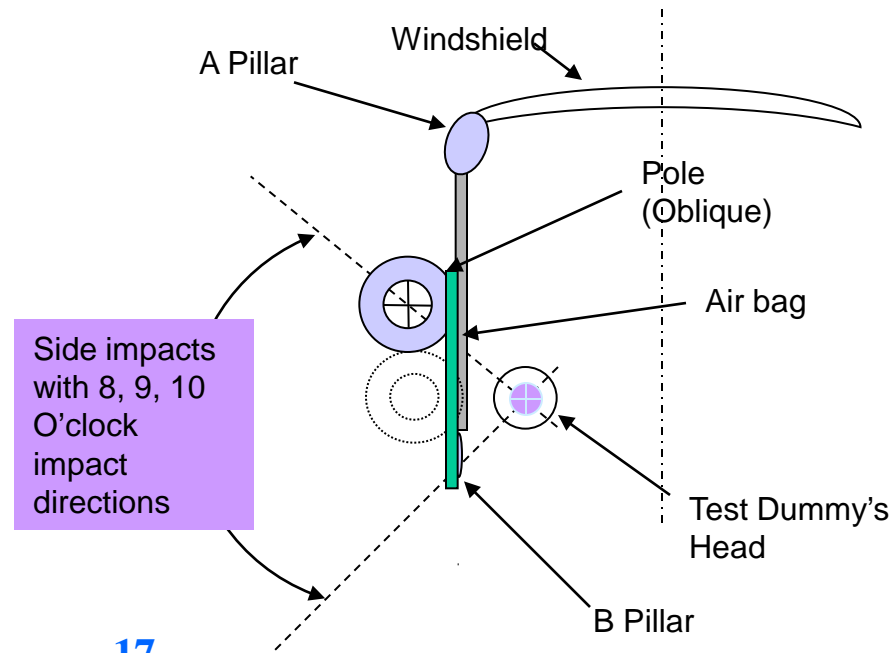 Windshield
A Pillar
Pole
(Oblique)
Air bag
Side impacts
with 8, 9, 10
O’clock
impact
directions
Test Dummy’s
Head
B Pillar
17